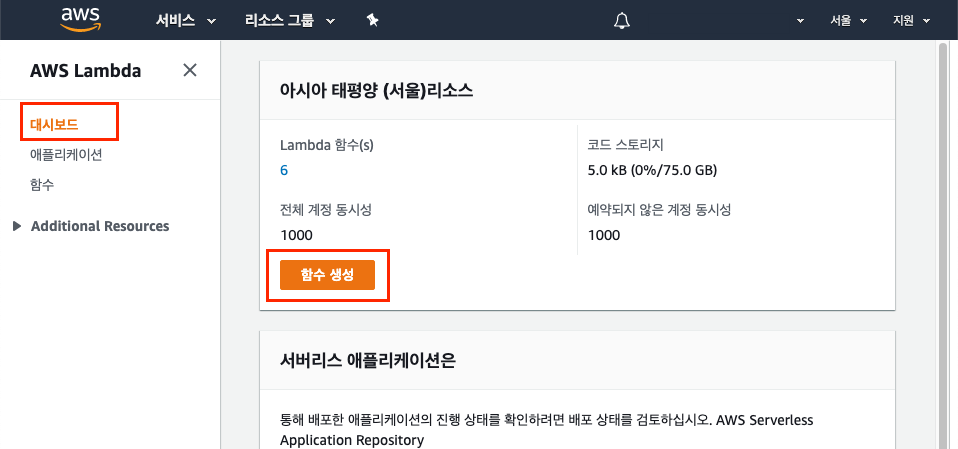 aws 서비스 리소스 그룹 서울 지원
AWS Lambda
대시보드
애플리케이션
함수
Additional Resources
아시아 태평양 (서울)리소스
Lambda 함수(s)
6
코드 스토리지
5.0 kB (0%/75.0 GB)
전체 계정 동시성
1000
예약되지 않은 계정 동시성
1000
함수 생성
서버리스 애플리케이션은
통해 배포한 애플리케이션의 진행 상태를 확인하려면 배포 상태를 검토하십시오. AWS Serverless
Application Repository